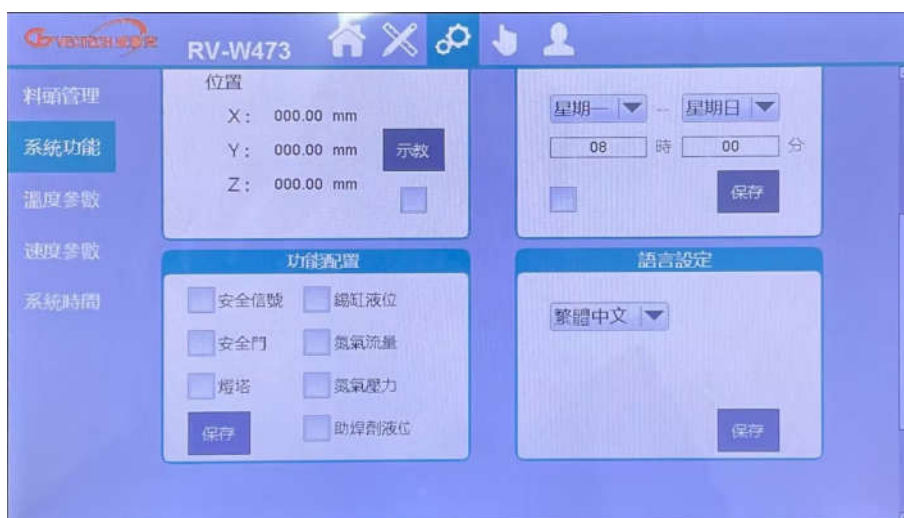 RV-W473
料頭管理
系統功能
溫度參數
速度參數
系統時間
位置
X: 000.00 mm
Y: 000.00 mm
Z: 000.00 mm
示教
星期一 -- 星期日
08 時 00 分
保存
功能配置
安全信號 錫缸液位
安全門 氮氣流量
燈塔 氮氣壓力
保存 助焊劑液位
語言設定
繁體中文
保存